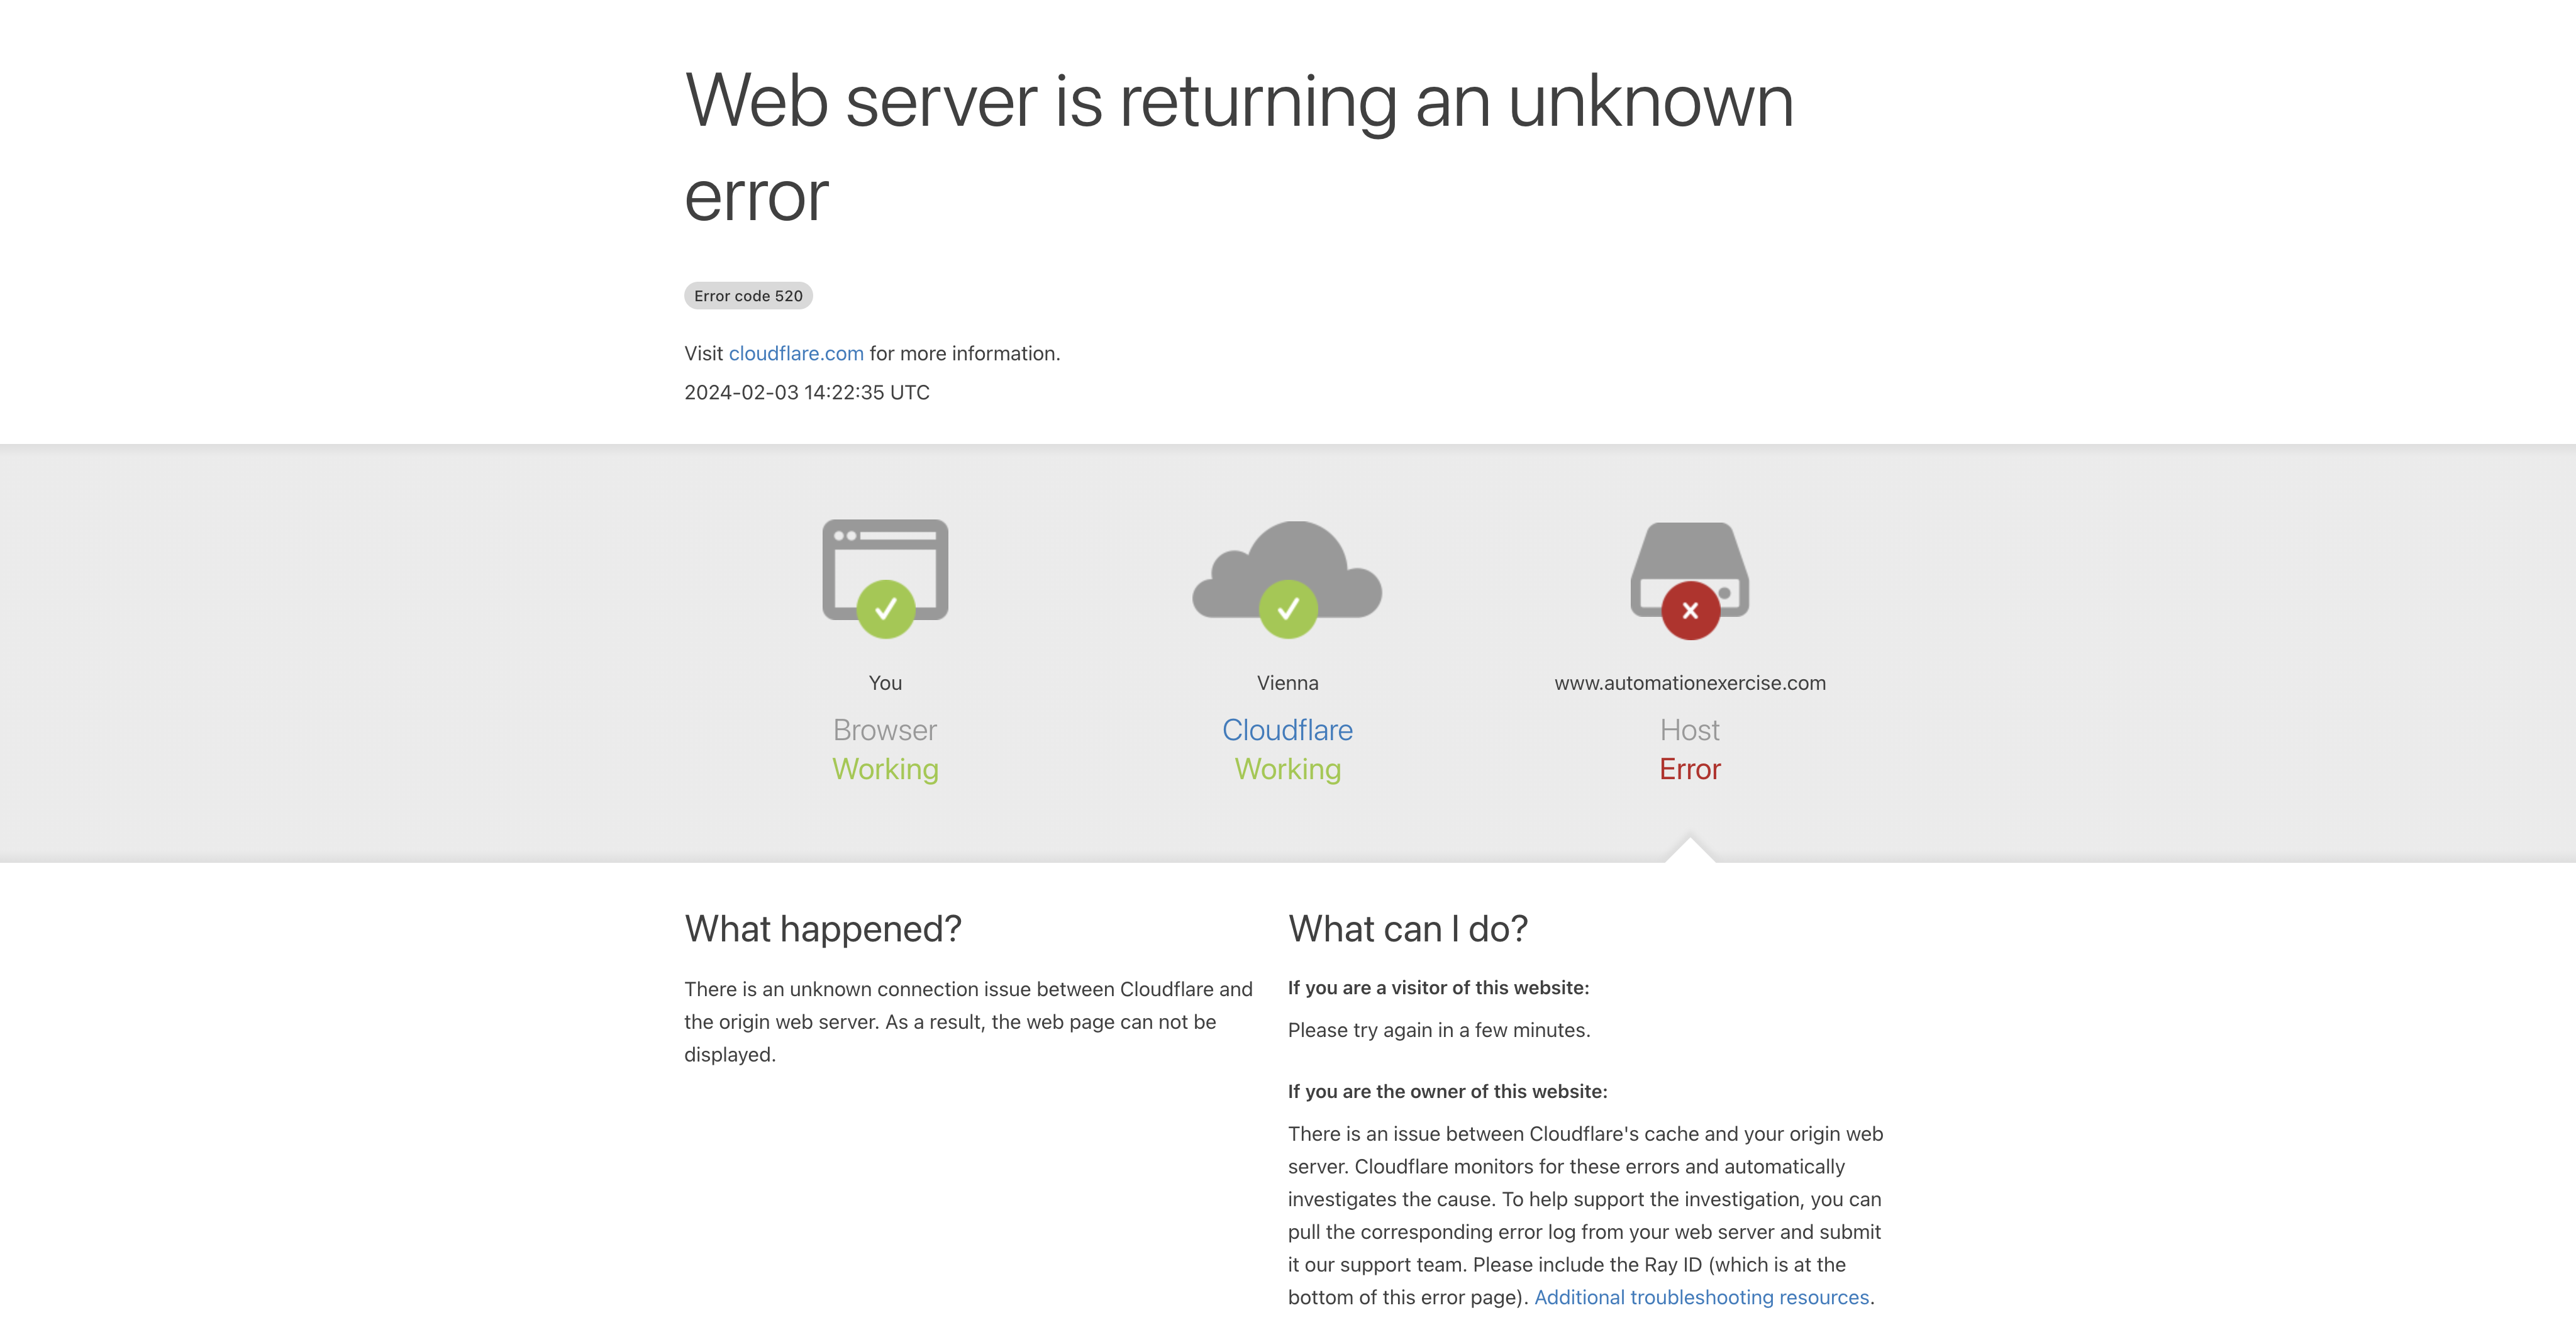 Web server is returning an unknown
error
Error code 520
Visit cloudflare.com for more information.
2024-02-03 14:22:35 UTC
You
Browser
Working
Vienna
Cloudflare
Working
www.automationexercise.com
Host
Error
What happened?
There is an unknown connection issue between Cloudflare and
the origin web server. As a result, the web page can not be
displayed.
What can I do?
If you are a visitor of this website:
Please try again in a few minutes.
If you are the owner of this website:
There is an issue between Cloudflare's cache and your origin web
server. Cloudflare monitors for these errors and automatically
investigates the cause. To help support the investigation, you can
pull the corresponding error log from your web server and submit
it our support team. Please include the Ray ID (which is at the
bottom of this error page). Additional troubleshooting resources.